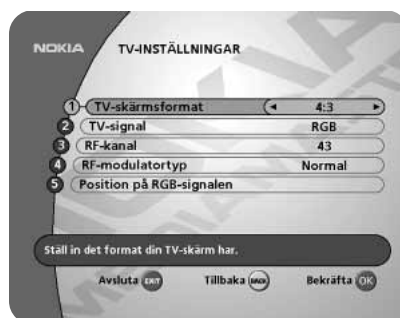 NOKIA TV-INSTÄLLNINGAR
1 TV-skärmsformat 4:3
2 TV-signal RGB
3 RF-kanal 43
4 RF-modulatortyp Normal
5 Position på RGB-signalen
Ställ in det format din TV-skärm har.
Avsluta EXIT Tillbaka BACK Bekräfta OK